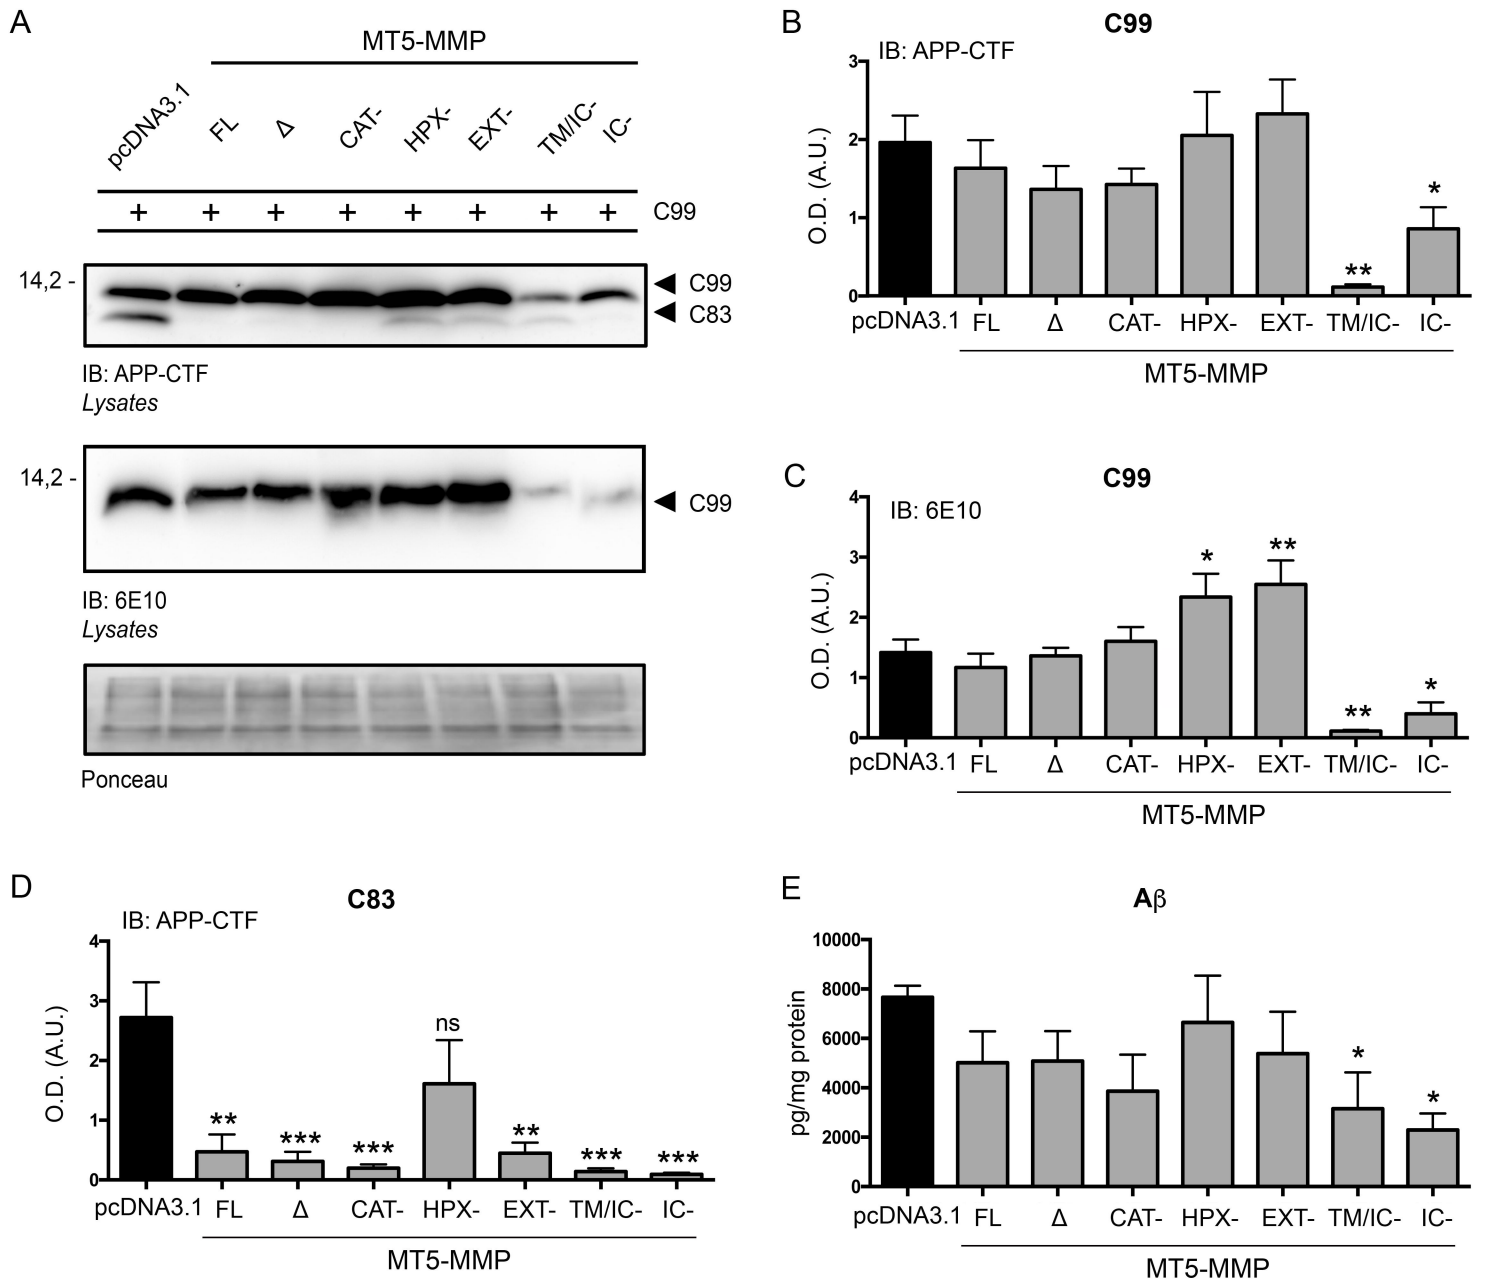 A
MT5-MMP
pcDNA3.1 FL Δ CAT- HPX- EXT- TM/IC- IC-
+ + + + + + + + C99
14,2 -
C99
C83
IB: APP-CTF
Lysates
14,2 -
C99
IB: 6E10
Lysates
Ponceau
B
C99
IB: APP-CTF
O.D. (A.U.)
3
2
1
0
**
*
pcDNA3.1 FL Δ CAT- HPX- EXT- TM/IC- IC-
MT5-MMP
C
C99
IB: 6E10
O.D. (A.U.)
4
3
2
1
0
*
**
**
*
pcDNA3.1 FL Δ CAT- HPX- EXT- TM/IC- IC-
MT5-MMP
D
C83
IB: APP-CTF
O.D. (A.U.)
4
3
2
1
0
**
***
***
ns
**
***
***
pcDNA3.1 FL Δ CAT- HPX- EXT- TM/IC- IC-
MT5-MMP
E
Aβ
pg/mg protein
10000
8000
6000
4000
2000
0
*
*
pcDNA3.1 FL Δ CAT- HPX- EXT- TM/IC- IC-
MT5-MMP